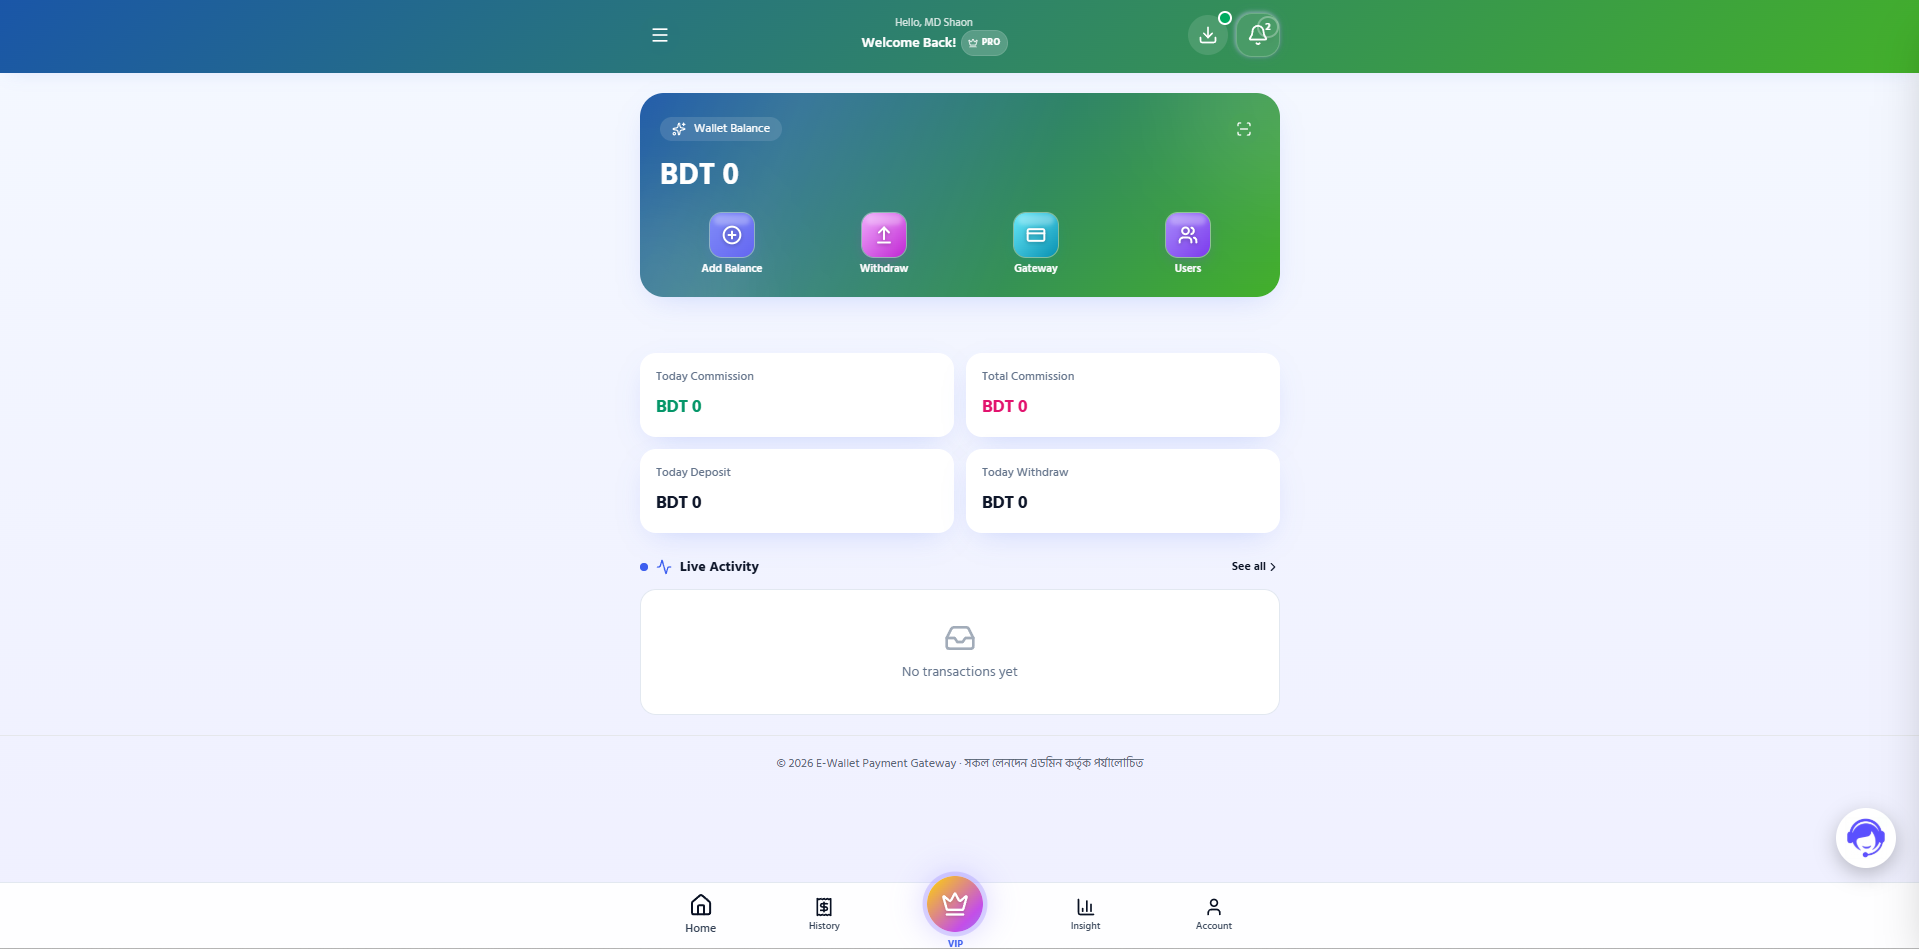 Hello, MD Shaon
Welcome Back! PRO
2
Wallet Balance
BDT 0
Add Balance
Withdraw
Gateway
Users
Today Commission
BDT 0
Total Commission
BDT 0
Today Deposit
BDT 0
Today Withdraw
BDT 0
Live Activity
See all
No transactions yet
© 2026 E-Wallet Payment Gateway · সকল লেনদেন এডমিন কর্তৃক পর্যালোচিত
Home
History
VIP
Insight
Account